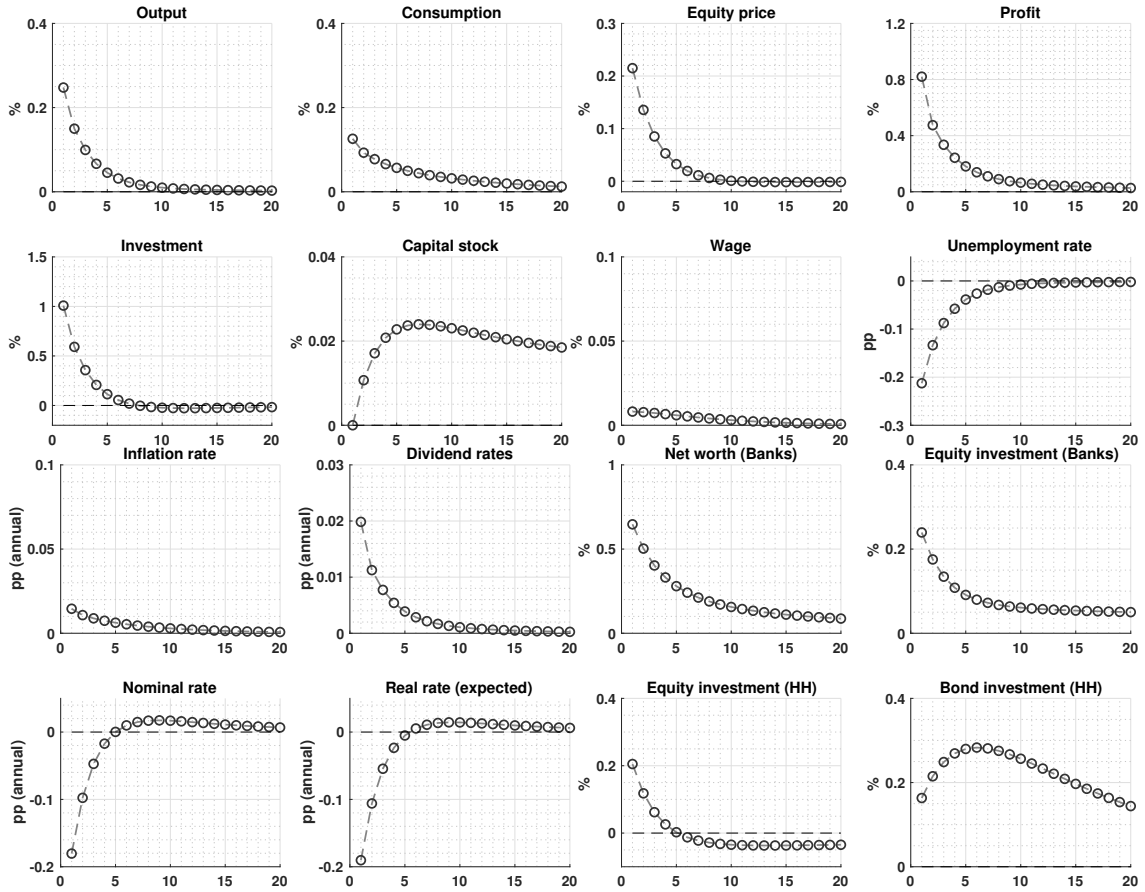 Output
Consumption
Equity price
Profit
0.4
0.2
0
%
0 5 10 15 20
0.4
0.2
0
%
0 5 10 15 20
0.3
0.2
0.1
0
%
0 5 10 15 20
1.2
0.8
0.4
0
%
0 5 10 15 20
Investment
Capital stock
Wage
Unemployment rate
1.5
1
0.5
0
%
0 5 10 15 20
0.04
0.02
0
%
0 5 10 15 20
0.1
0.05
0
%
0 5 10 15 20
0
-0.1
-0.2
-0.3
pp
0 5 10 15 20
Inflation rate
Dividend rates
Net worth (Banks)
Equity investment (Banks)
0.1
0.05
0
pp (annual)
0 5 10 15 20
0.03
0.02
0.01
0
pp (annual)
0 5 10 15 20
1
0.5
0
%
0 5 10 15 20
0.4
0.2
0
%
0 5 10 15 20
Nominal rate
Real rate (expected)
Equity investment (HH)
Bond investment (HH)
0
-0.1
-0.2
pp (annual)
0 5 10 15 20
0
-0.1
-0.2
pp (annual)
0 5 10 15 20
0.4
0.2
0
%
0 5 10 15 20
0.4
0.2
0
%
0 5 10 15 20